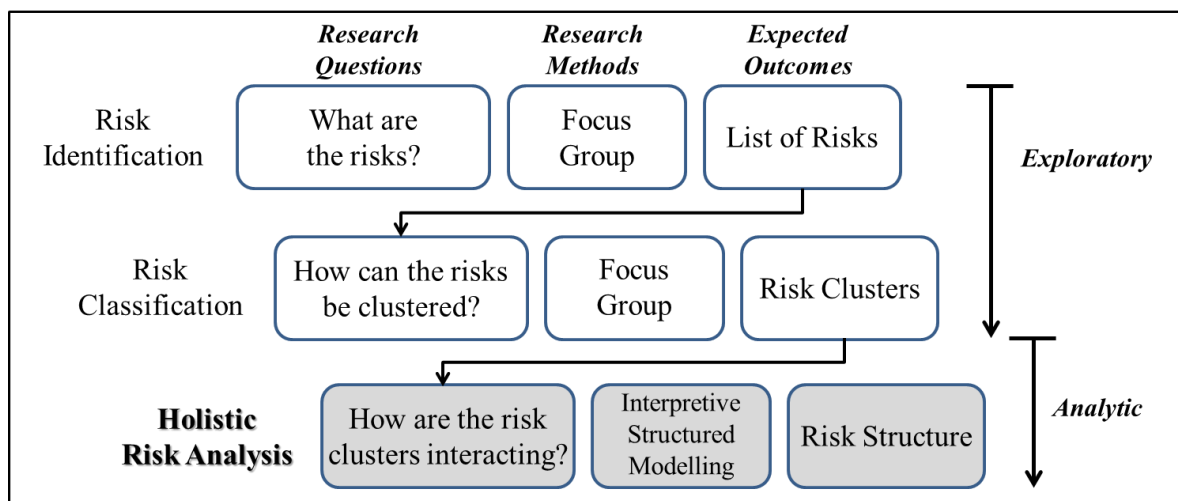 Research
Questions
Research
Methods
Expected
Outcomes
Risk
Identification
What are
the risks?
Focus
Group
List of Risks
Exploratory
Risk
Classification
How can the risks
be clustered?
Focus
Group
Risk Clusters
Holistic
Risk Analysis
How are the risk
clusters interacting?
Interpretive
Structured
Modelling
Risk Structure
Analytic